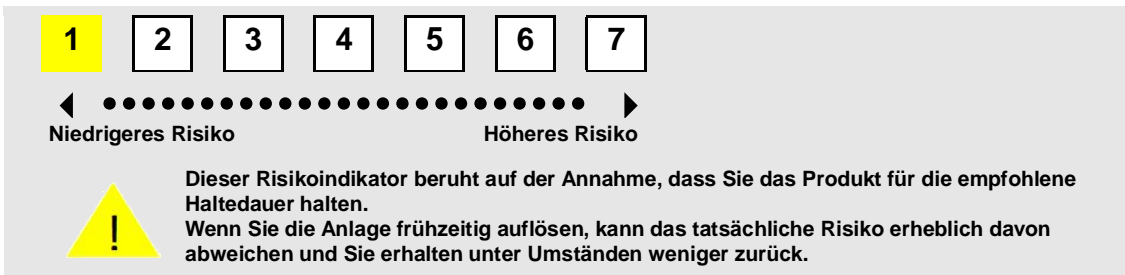 1 2 3 4 5 6 7
Niedrigeres Risiko Höheres Risiko
Dieser Risikoindikator beruht auf der Annahme, dass Sie das Produkt für die empfohlene
Haltedauer halten.
! Wenn Sie die Anlage frühzeitig auflösen, kann das tatsächliche Risiko erheblich davon
abweichen und Sie erhalten unter Umständen weniger zurück.